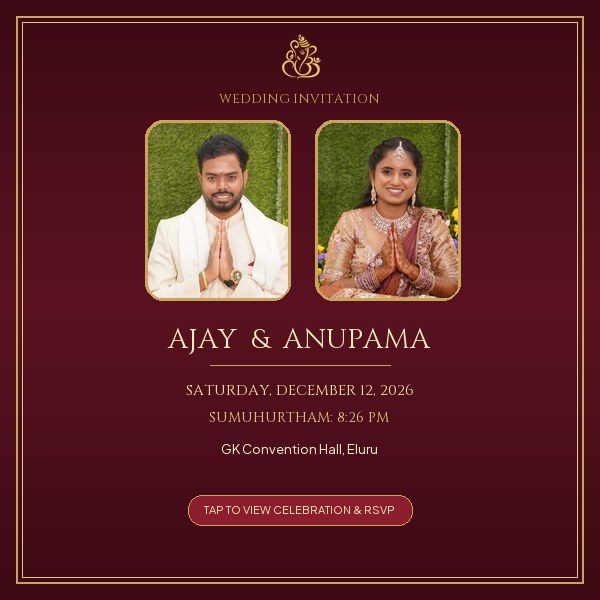 WEDDING INVITATION
AJAY & ANUPAMA
SATURDAY, DECEMBER 12, 2026
SUMUHURTHAM: 8:26 PM
GK Convention Hall, Eluru
TAP TO VIEW CELEBRATION & RSVP